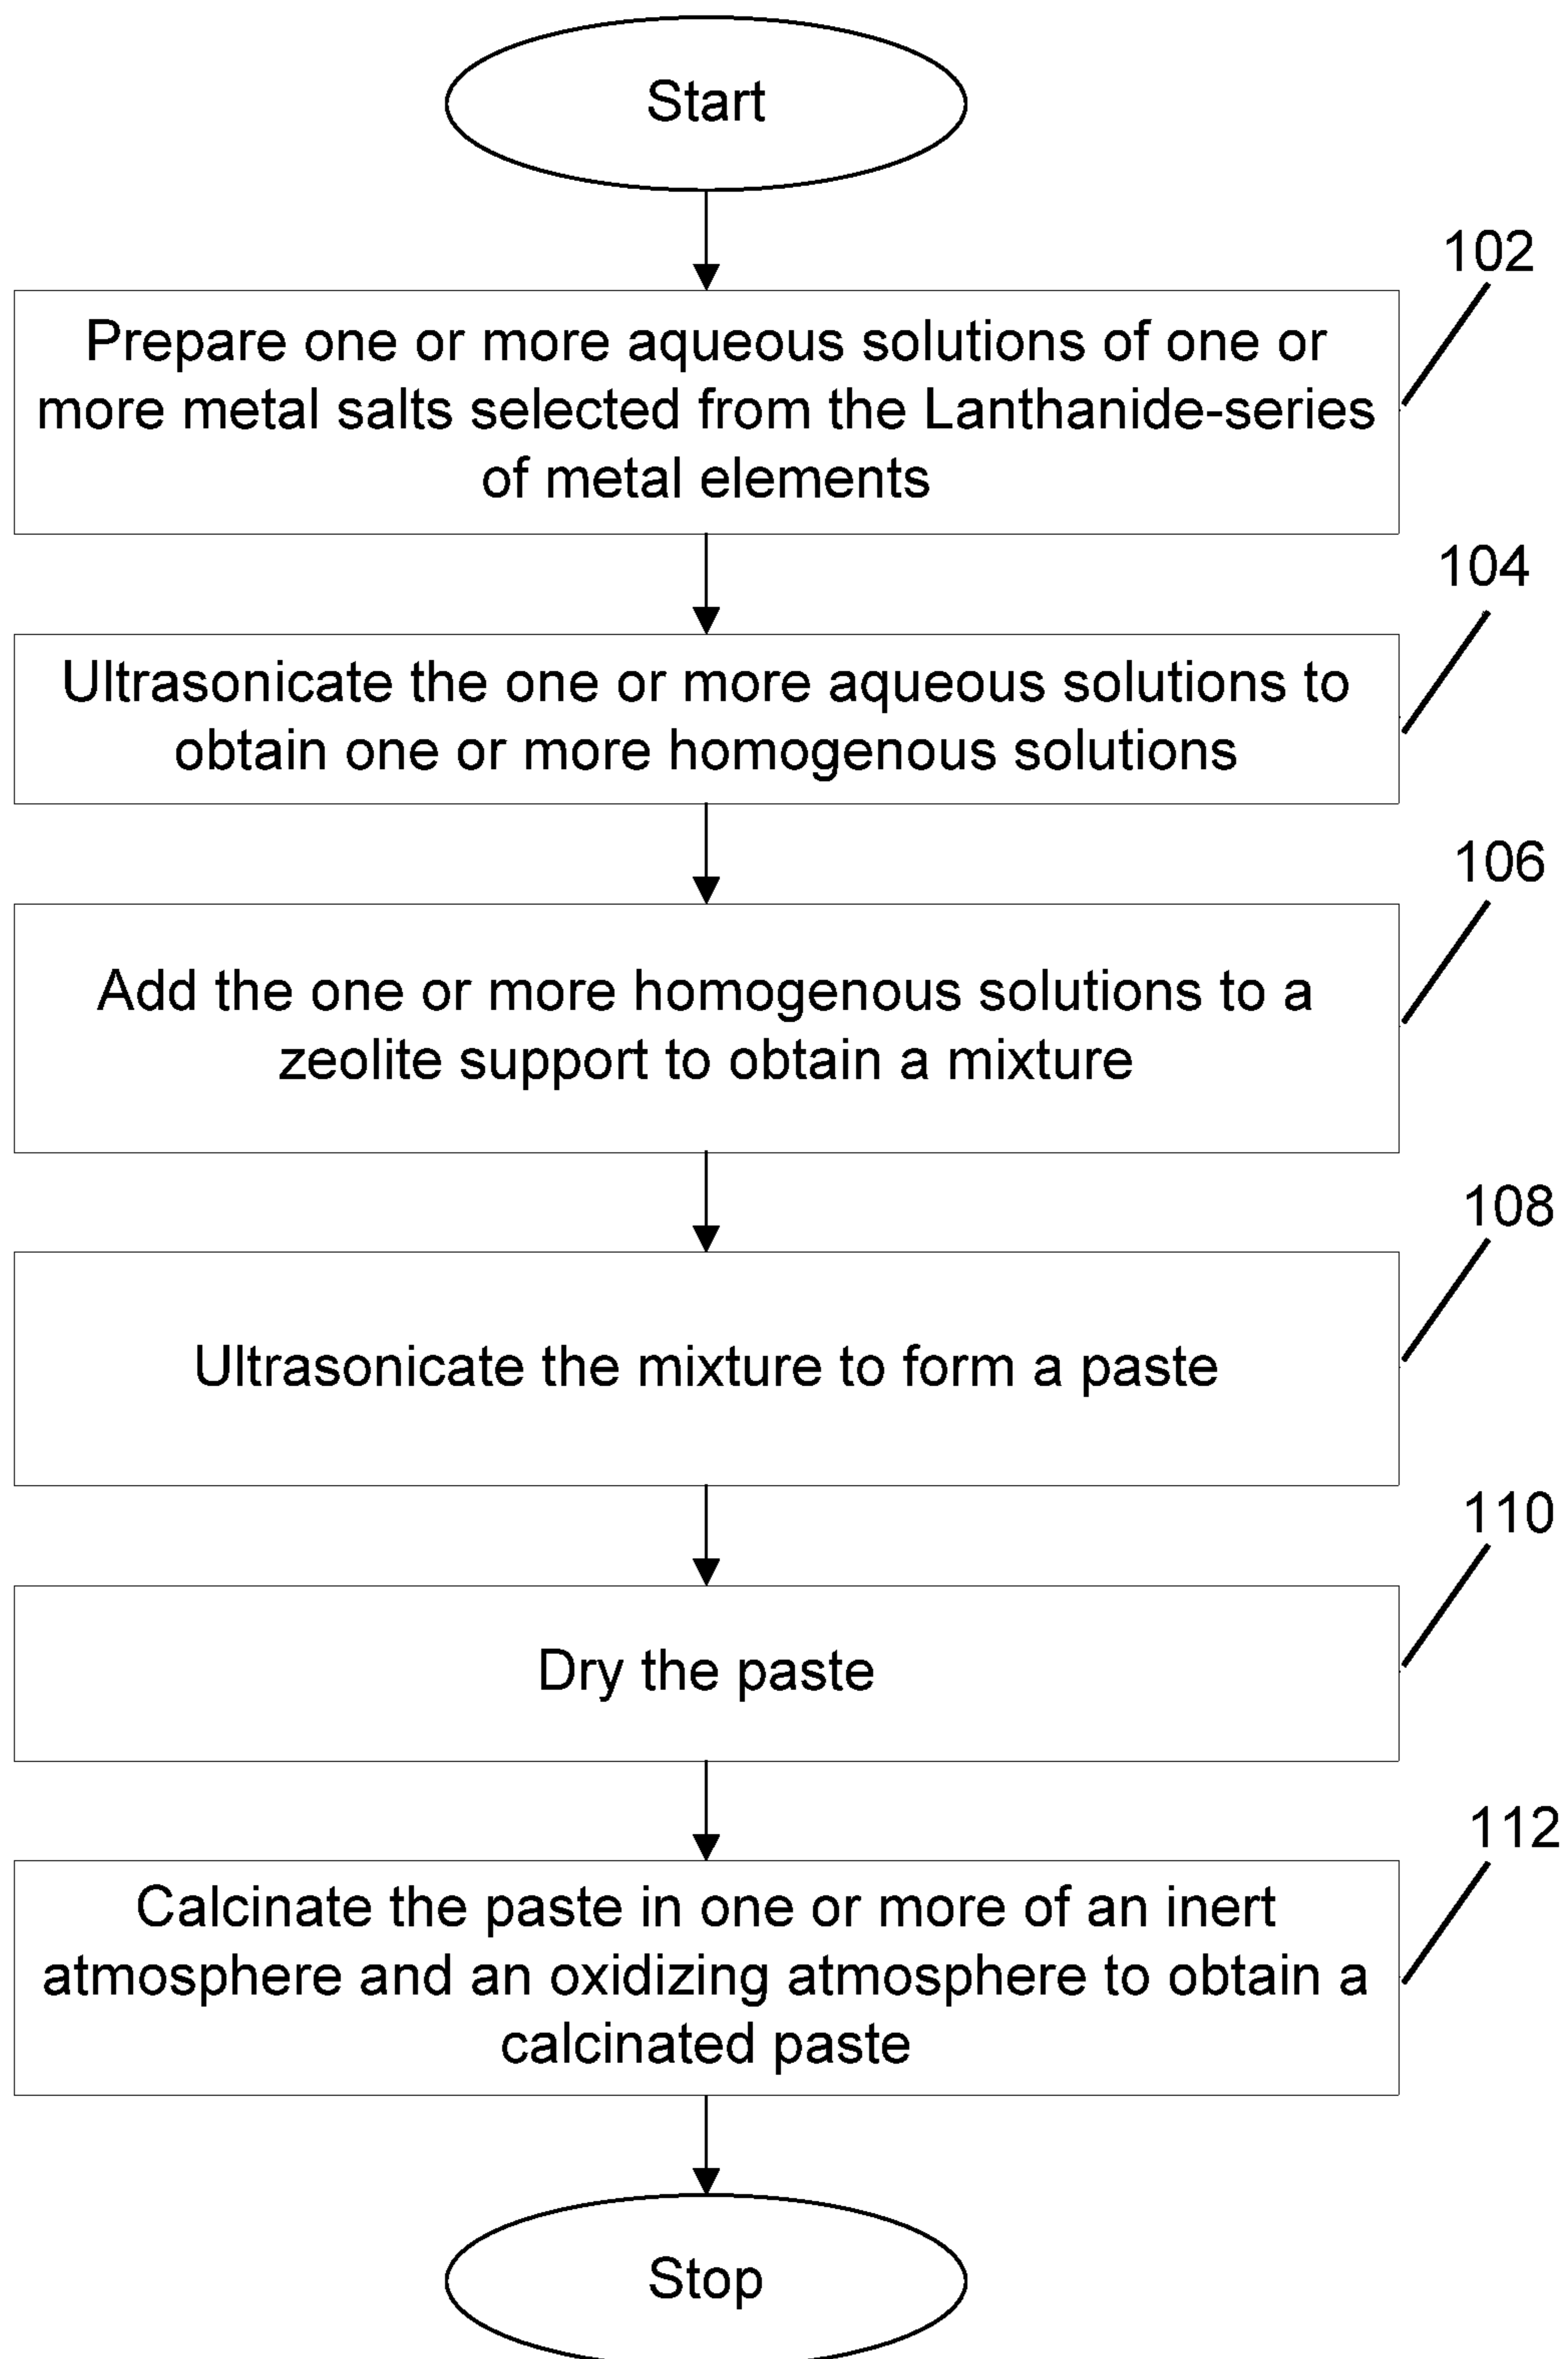 Start
102
Prepare one or more aqueous solutions of one or
more metal salts selected from the Lanthanide-series
of metal elements
104
Ultrasonicate the one or more aqueous solutions to
obtain one or more homogenous solutions
106
Add the one or more homogenous solutions to a
zeolite support to obtain a mixture
108
Ultrasonicate the mixture to form a paste
110
Dry the paste
112
Calcinate the paste in one or more of an inert
atmosphere and an oxidizing atmosphere to obtain a
calcinated paste
Stop